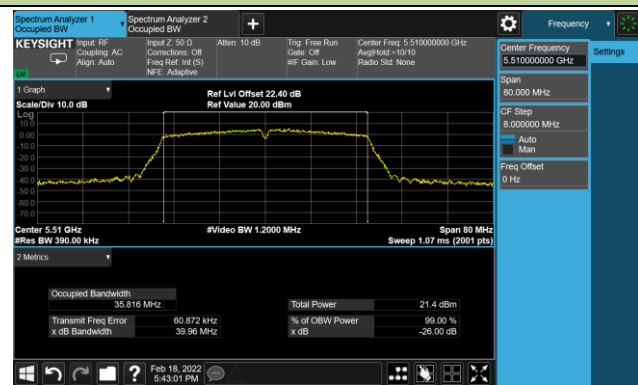 Spectrum Analyzer 1
Occupied BW
Spectrum Analyzer 2
Occupied BW
Frequency
KEYSIGHT
Input: RF
Coupling: AC
Align: Auto
Input Z: 50 Ω
Corrections: Off
Freq Ref: Int (S)
NFE: Adaptive
Atten: 10 dB
Trig: Free Run
Gate: Off
#IF Gain: Low
Center Freq: 5.510000000 GHz
Avg|Hold:>10/10
Radio Std: None
Center Frequency
5.510000000 GHz
Settings
Span
80.000 MHz
CF Step
8.000000 MHz
Auto
Man
Freq Offset
0 Hz
1 Graph
Scale/Div 10.0 dB
Ref Lvl Offset 22.40 dB
Ref Value 20.00 dBm
Log
10.0
0.00
-10.0
-20.0
-30.0
-40.0
-50.0
-60.0
-70.0
Center 5.51 GHz
#Video BW 1.2000 MHz
Span 80 MHz
#Res BW 390.00 kHz
Sweep 1.07 ms (2001 pts)
2 Metrics
Occupied Bandwidth
35.816 MHz
Total Power 21.4 dBm
Transmit Freq Error 60.872 kHz
% of OBW Power 99.00 %
x dB Bandwidth 39.96 MHz
x dB -26.00 dB
?
Feb 18, 2022
5:43:01 PM